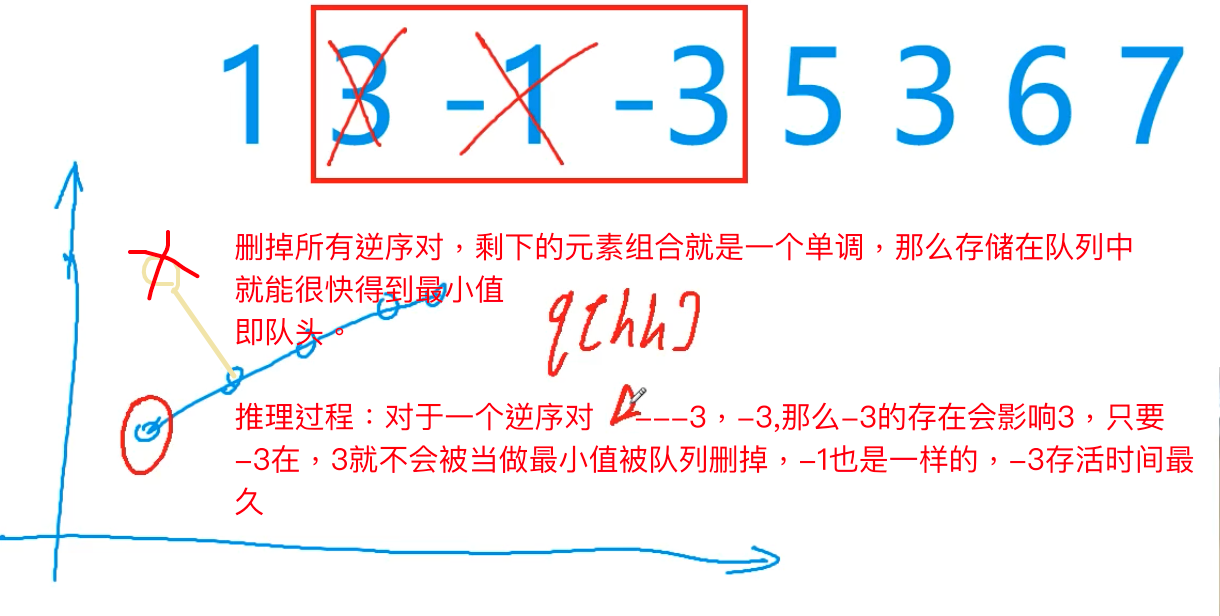 1 3 -1 -3 5 3 6 7
删掉所有逆序对，剩下的元素组合就是一个单调，那么存储在队列中
就能很快得到最小值
即队头。
q[hh]
推理过程：对于一个逆序对 ----3，-3,那么-3的存在会影响3，只要
-3在，3就不会被当做最小值被队列删掉，-1也是一样的，-3存活时间最
久